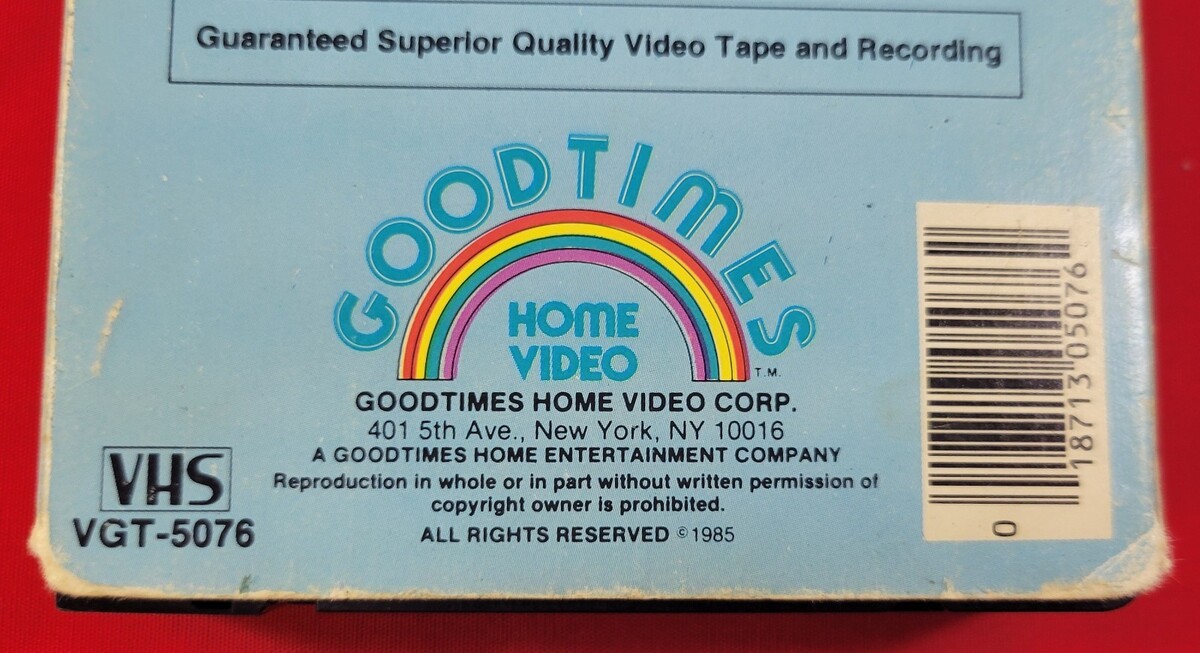 Guaranteed Superior Quality Video Tape and Recording
GOODTIMES
HOME
VIDEO
T.M.
GOODTIMES HOME VIDEO CORP.
401 5th Ave., New York, NY 10016
A GOODTIMES HOME ENTERTAINMENT COMPANY
Reproduction in whole or in part without written permission of
copyright owner is prohibited.
ALL RIGHTS RESERVED ©1985
VHS
VGT-5076
0 18713 05076